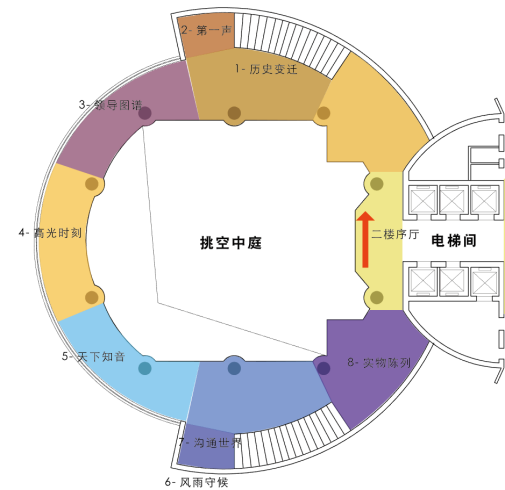 2- 第一声
1- 历史变迁
3- 领导图谱
4- 高光时刻
挑空中庭
二楼序厅
电梯间
5- 天下知音
8- 实物陈列
7- 沟通世界
6- 风雨守候